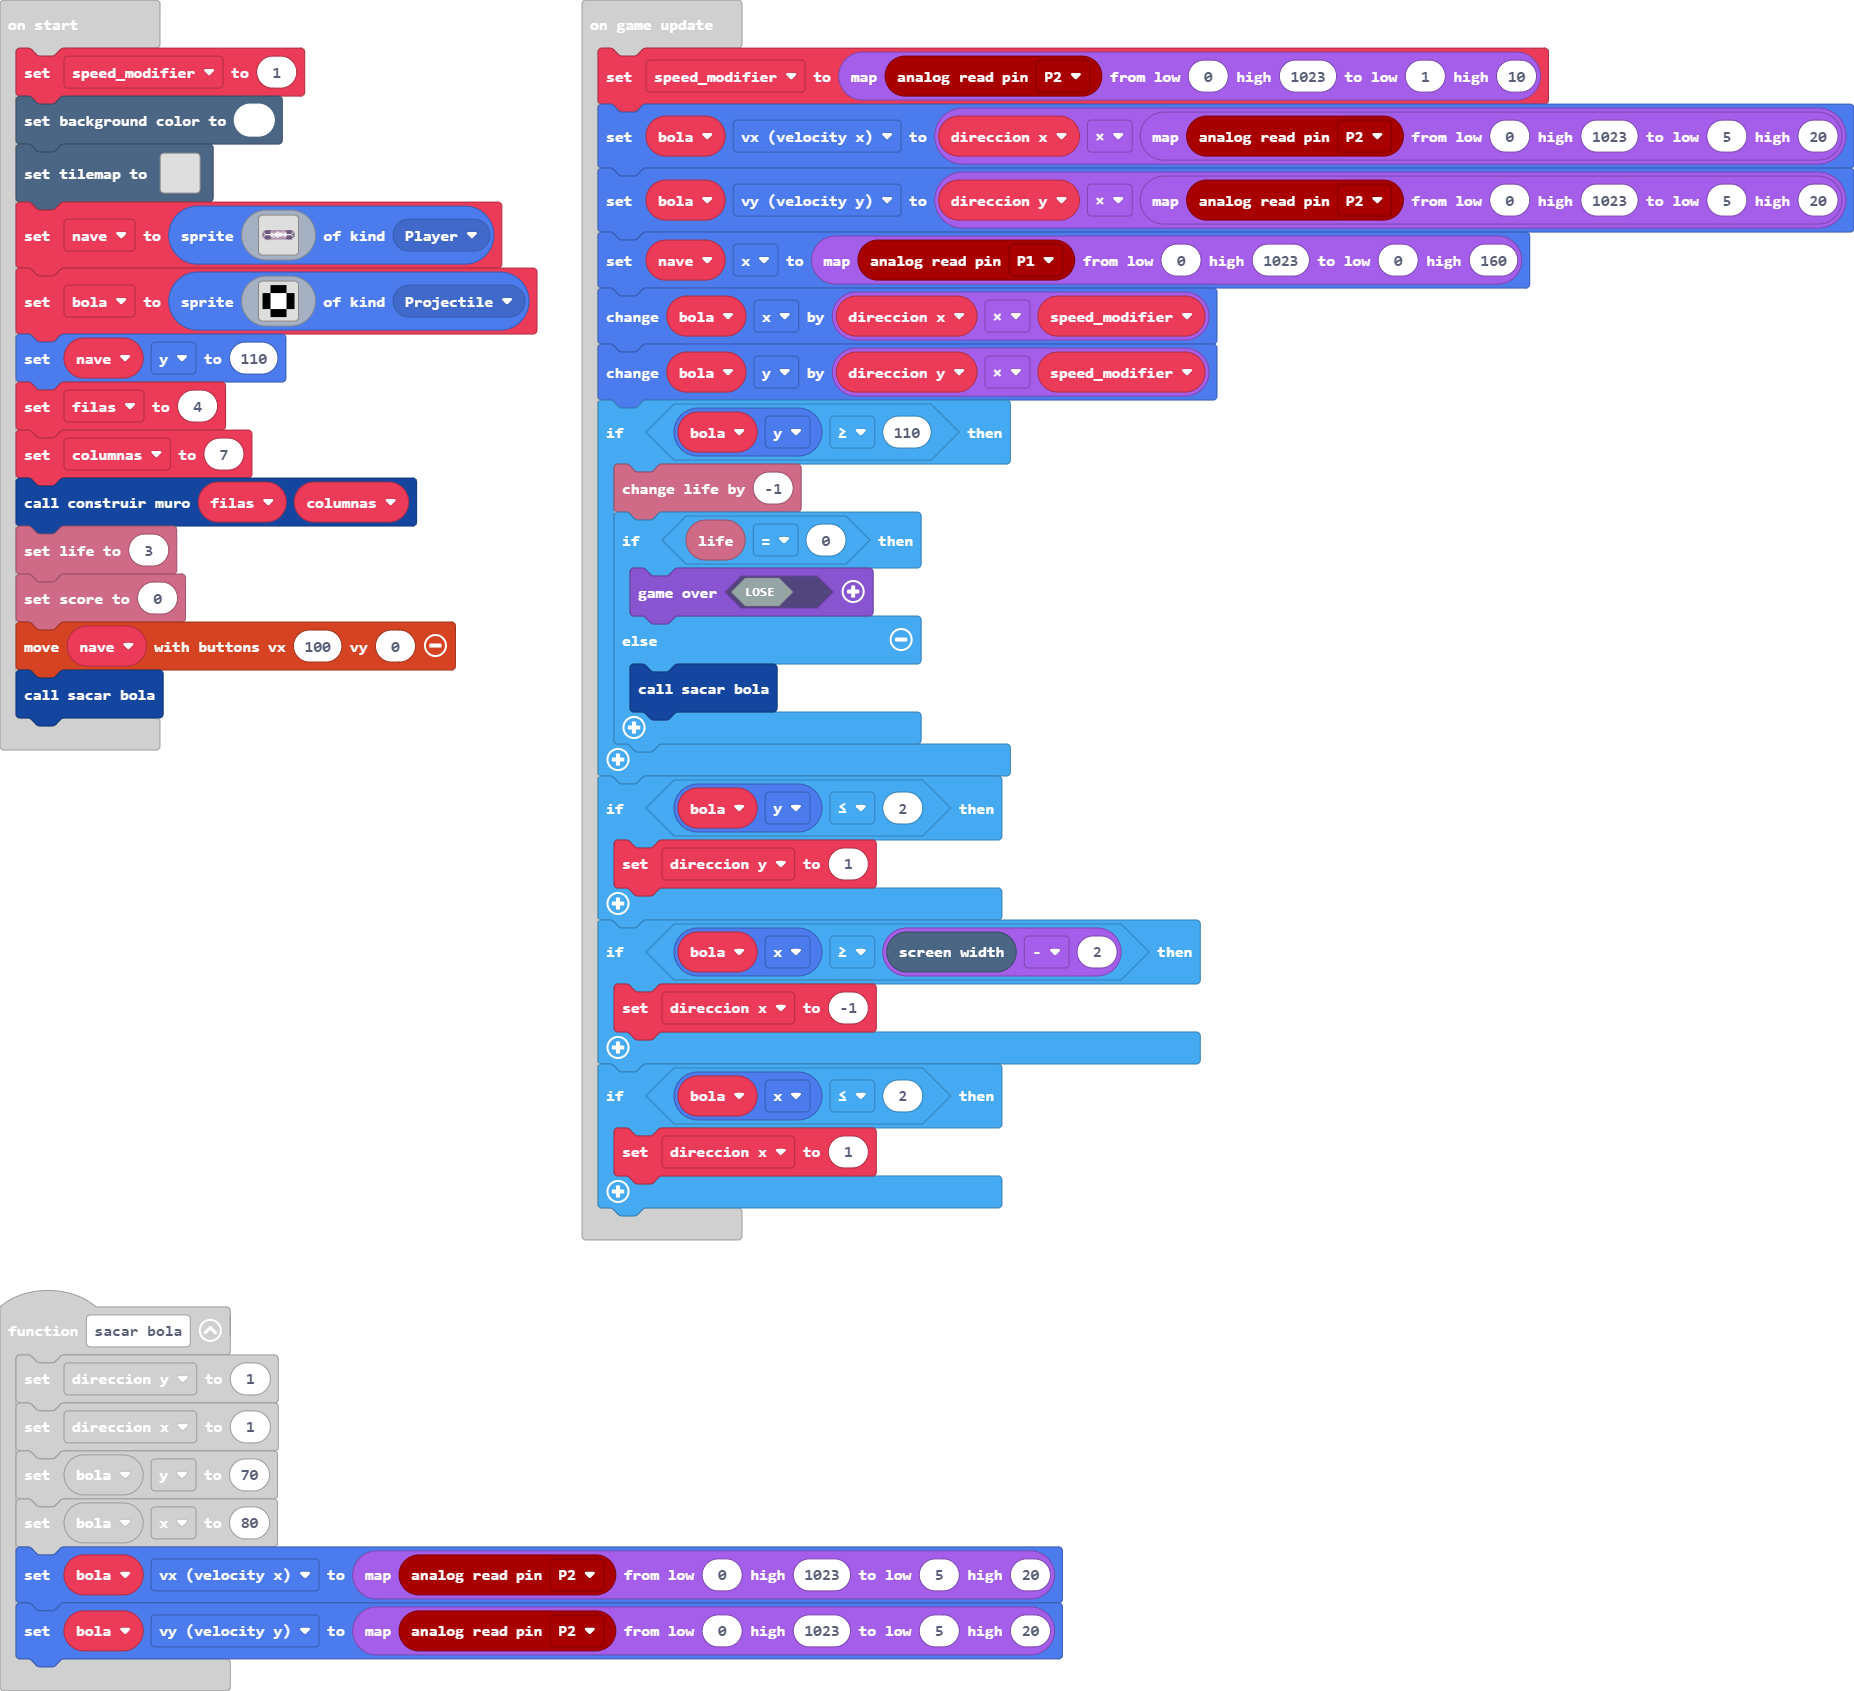 on start
set speed_modifier to 1
set background color to
set tilemap to
set nave to sprite of kind Player
set bola to sprite of kind Projectile
set nave y to 110
set filas to 4
set columnas to 7
call construir muro filas columnas
set life to 3
set score to 0
move nave with buttons vx 100 vy 0
call sacar bola
on game update
set speed_modifier to map analog read pin P2 from low 0 high 1023 to low 1 high 10
set bola vx (velocity x) to direccion x × map analog read pin P2 from low 0 high 1023 to low 5 high 20
set bola vy (velocity y) to direccion y × map analog read pin P2 from low 0 high 1023 to low 5 high 20
set nave x to map analog read pin P1 from low 0 high 1023 to low 0 high 160
change bola x by direccion x × speed_modifier
change bola y by direccion y × speed_modifier
if bola y ≥ 110 then
change life by -1
if life = 0 then
game over LOSE
else
call sacar bola
if bola y ≤ 2 then
set direccion y to 1
if bola x ≥ screen width - 2 then
set direccion x to -1
if bola x ≤ 2 then
set direccion x to 1
function sacar bola
set direccion y to 1
set direccion x to 1
set bola y to 70
set bola x to 80
set bola vx (velocity x) to map analog read pin P2 from low 0 high 1023 to low 5 high 20
set bola vy (velocity y) to map analog read pin P2 from low 0 high 1023 to low 5 high 20